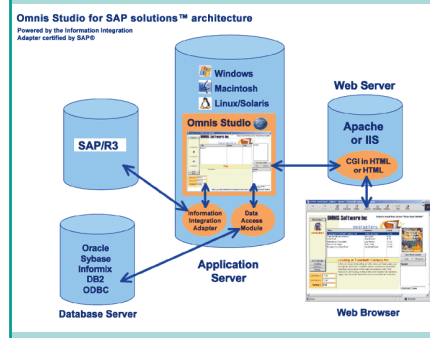 Omnis Studio for SAP solutions™ architecture
Powered by the Information Integration
Adapter certified by SAP®
Windows
Macintosh
Linux/Solaris
Omnis Studio
Web Server
Apache
or IIS
CGI in HTML
or HTML
SAP/R3
Information
Integration
Adapter
Data
Access
Module
Application
Server
Oracle
Sybase
Informix
DB2
ODBC
Database Server
OMNIS Software Inc
Web Browser